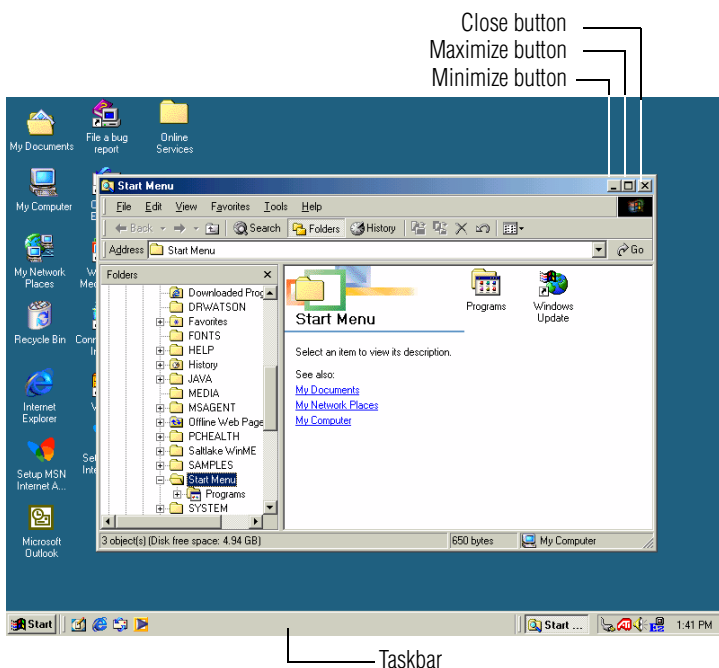 Close button
Maximize button
Minimize button
My Documents
File a bug report
Online Services
My Computer
My Network Places
Recycle Bin
Internet Explorer
Setup MSN Internet A...
Microsoft Outlook
Start Menu
File Edit View Favorites Tools Help
Back Search Folders History
Address Start Menu Go
Folders
Downloaded Prog
DRWATSON
Favorites
FONTS
HELP
History
JAVA
MEDIA
MSAGENT
Offline Web Page
PCHEALTH
Saltlake WinME
SAMPLES
Start Menu
Programs
SYSTEM
Start Menu
Select an item to view its description.
See also:
My Documents
My Network Places
My Computer
Programs
Windows Update
3 object(s) (Disk free space: 4.94 GB)
650 bytes
My Computer
Start
Start ...
1:41 PM
Taskbar